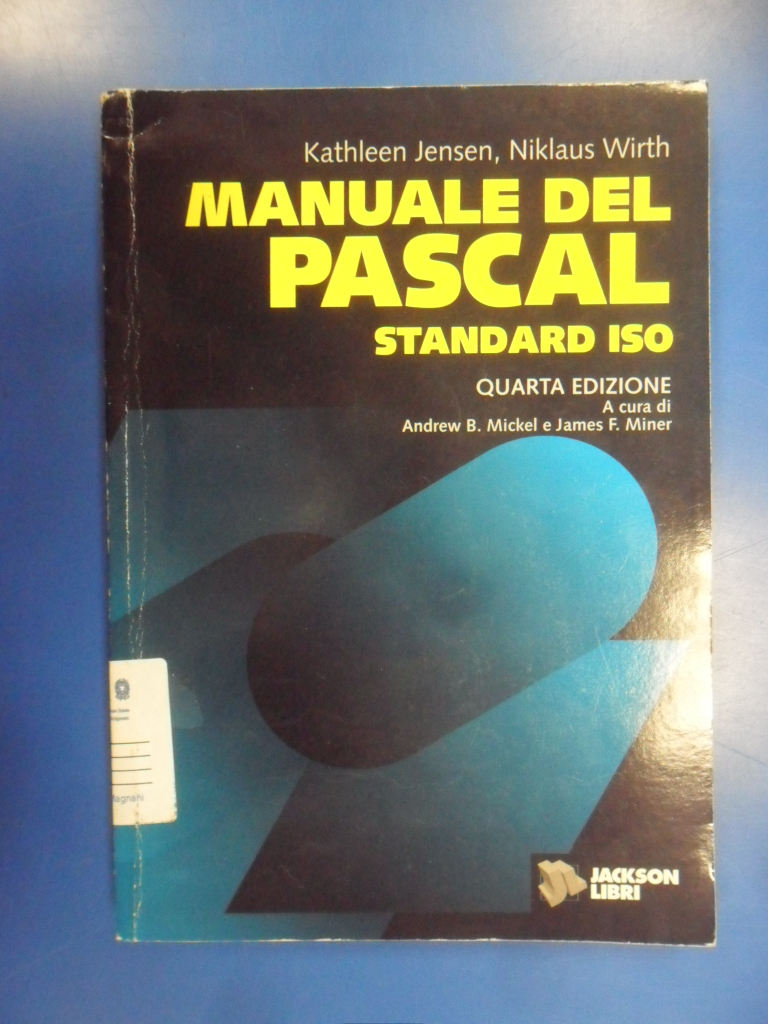 Kathleen Jensen, Niklaus Wirth
MANUALE DEL
PASCAL
STANDARD ISO
QUARTA EDIZIONE
A cura di
Andrew B. Mickel e James F. Miner
Magnani
JACKSON
LIBRI